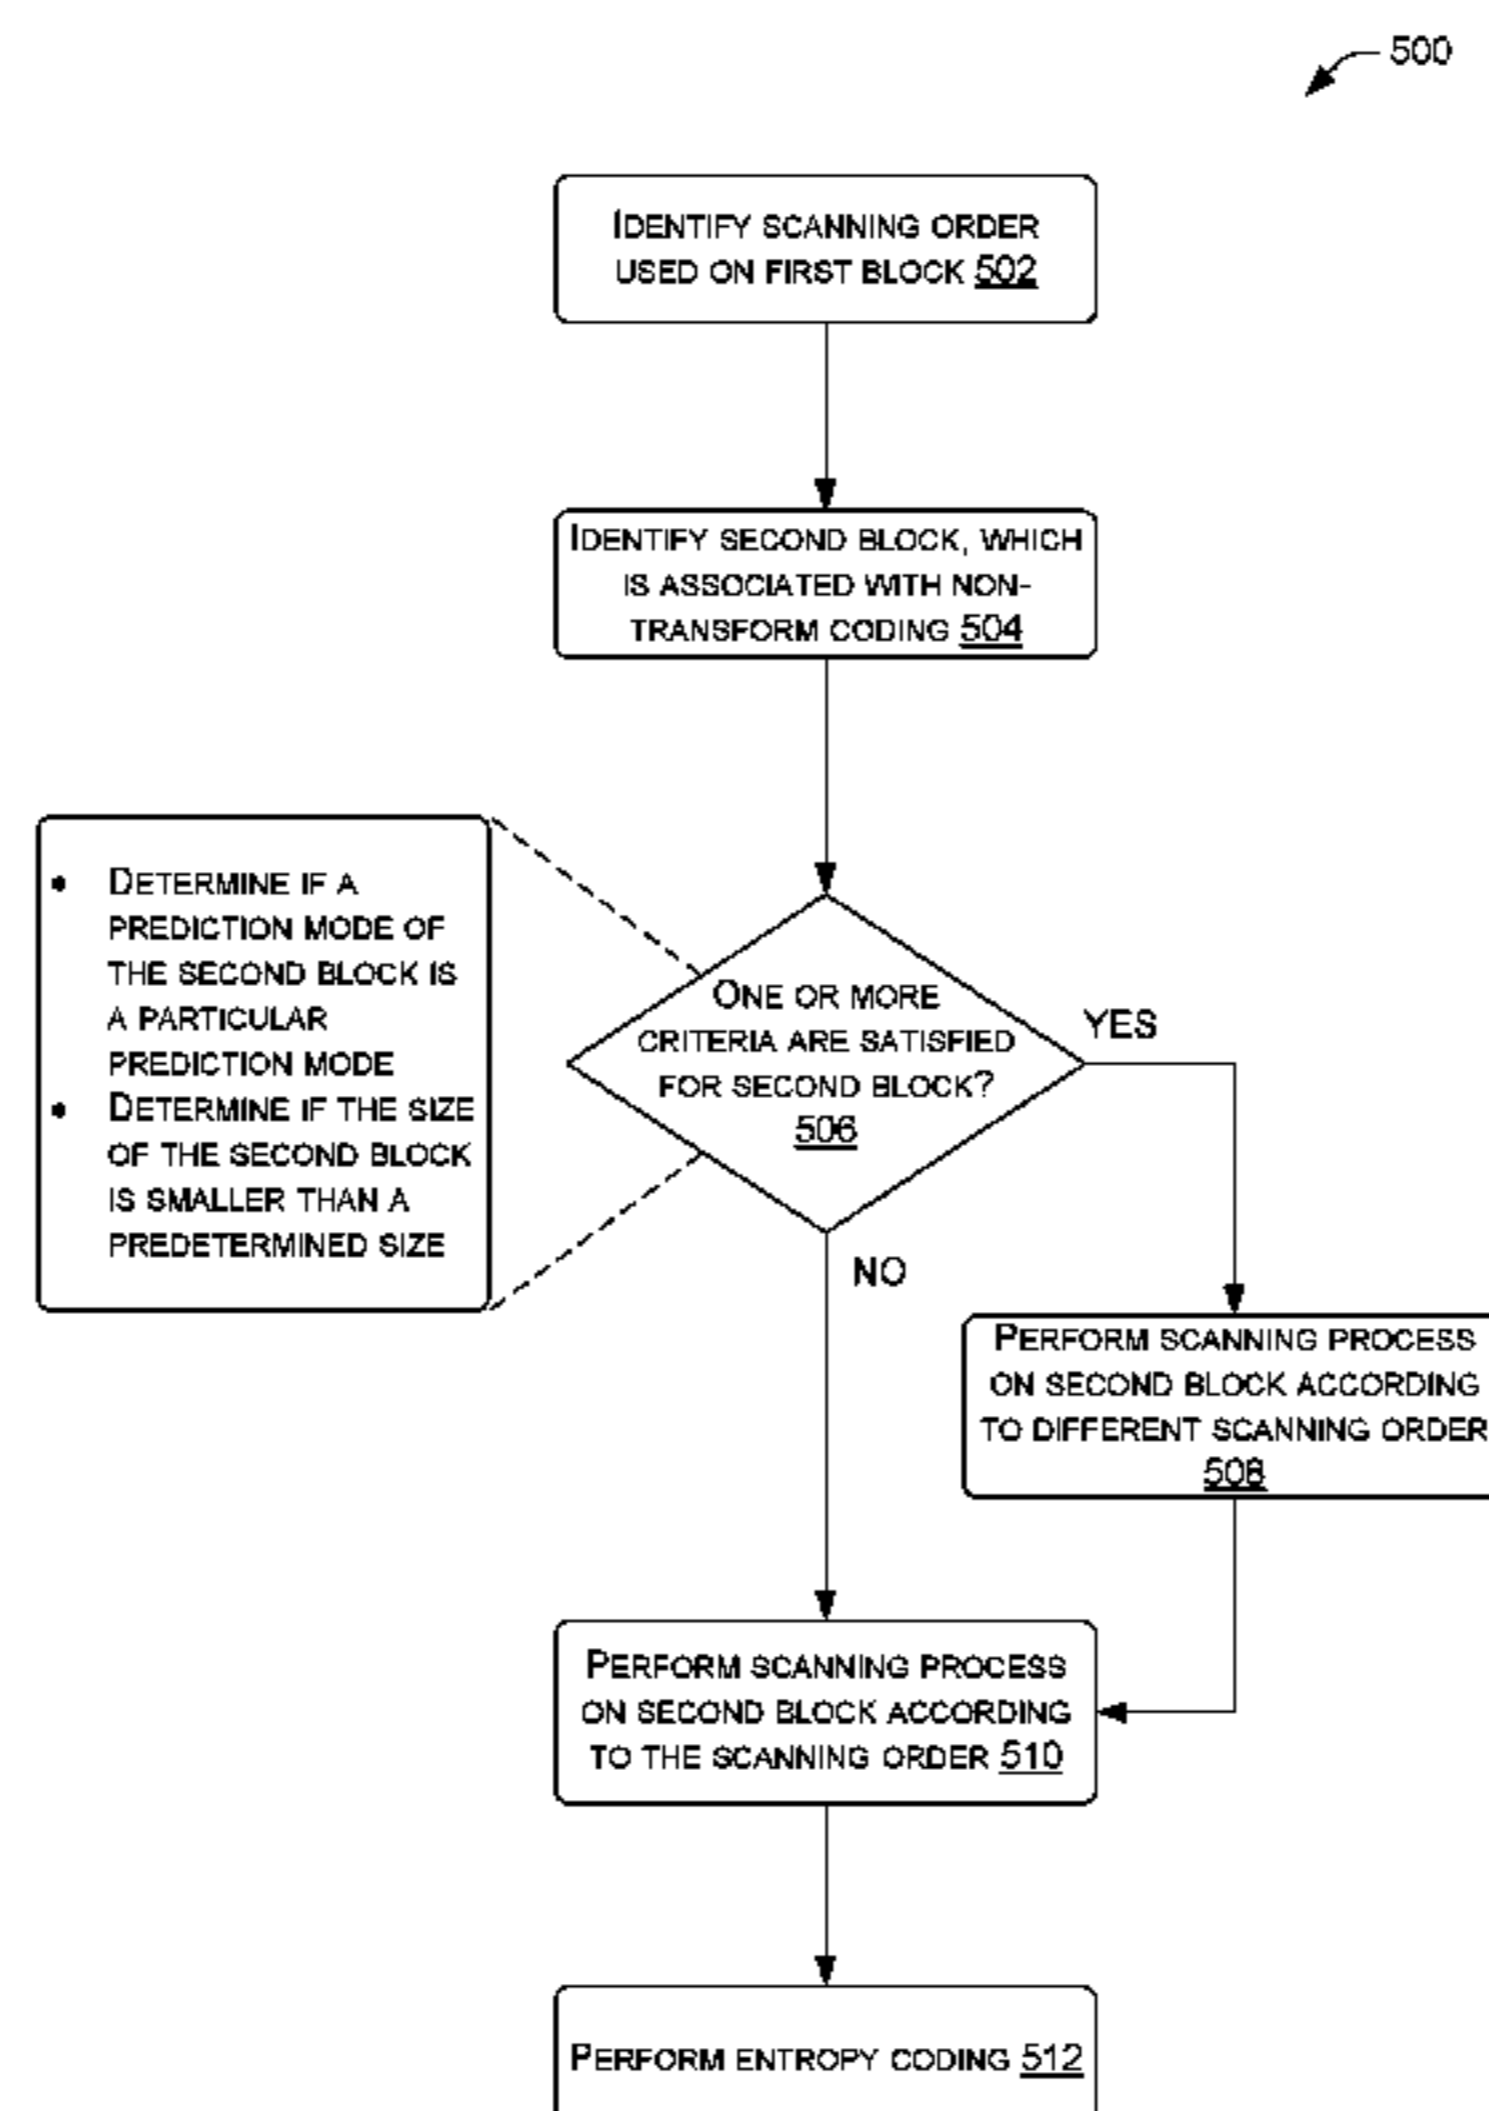 500
IDENTIFY SCANNING ORDER
USED ON FIRST BLOCK 502
IDENTIFY SECOND BLOCK, WHICH
IS ASSOCIATED WITH NON-
TRANSFORM CODING 504
• DETERMINE IF A
PREDICTION MODE OF
THE SECOND BLOCK IS
A PARTICULAR
PREDICTION MODE
• DETERMINE IF THE SIZE
OF THE SECOND BLOCK
IS SMALLER THAN A
PREDETERMINED SIZE
ONE OR MORE
CRITERIA ARE SATISFIED
FOR SECOND BLOCK?
506
YES
NO
PERFORM SCANNING PROCESS
ON SECOND BLOCK ACCORDING
TO DIFFERENT SCANNING ORDER
508
PERFORM SCANNING PROCESS
ON SECOND BLOCK ACCORDING
TO THE SCANNING ORDER 510
PERFORM ENTROPY CODING 512